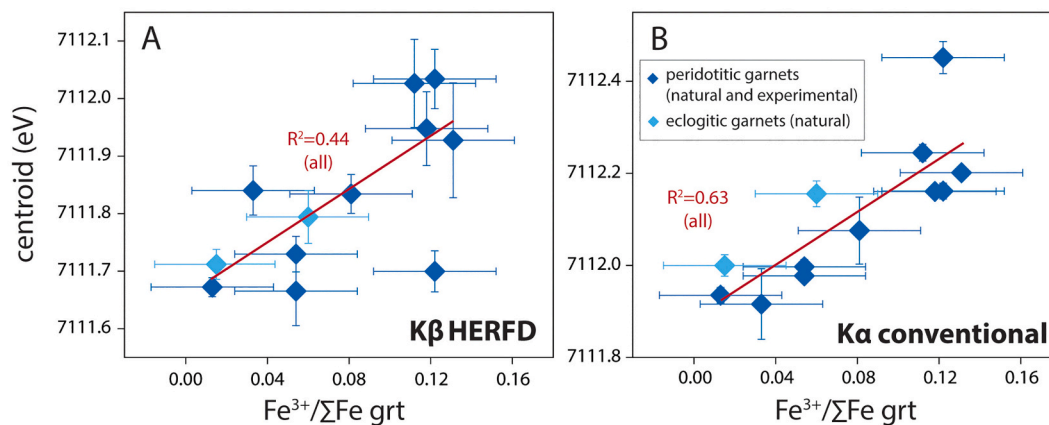 A
centroid (eV)
7112.1
7112.0
7111.9
7111.8
7111.7
7111.6
R²=0.44
(all)
Kβ HERFD
0.00 0.04 0.08 0.12 0.16
Fe³⁺/∑Fe grt
B
7112.4
7112.2
7112.0
7111.8
peridotitic garnets
(natural and experimental)
eclogitic garnets (natural)
R²=0.63
(all)
Kα conventional
0.00 0.04 0.08 0.12 0.16
Fe³⁺/∑Fe grt